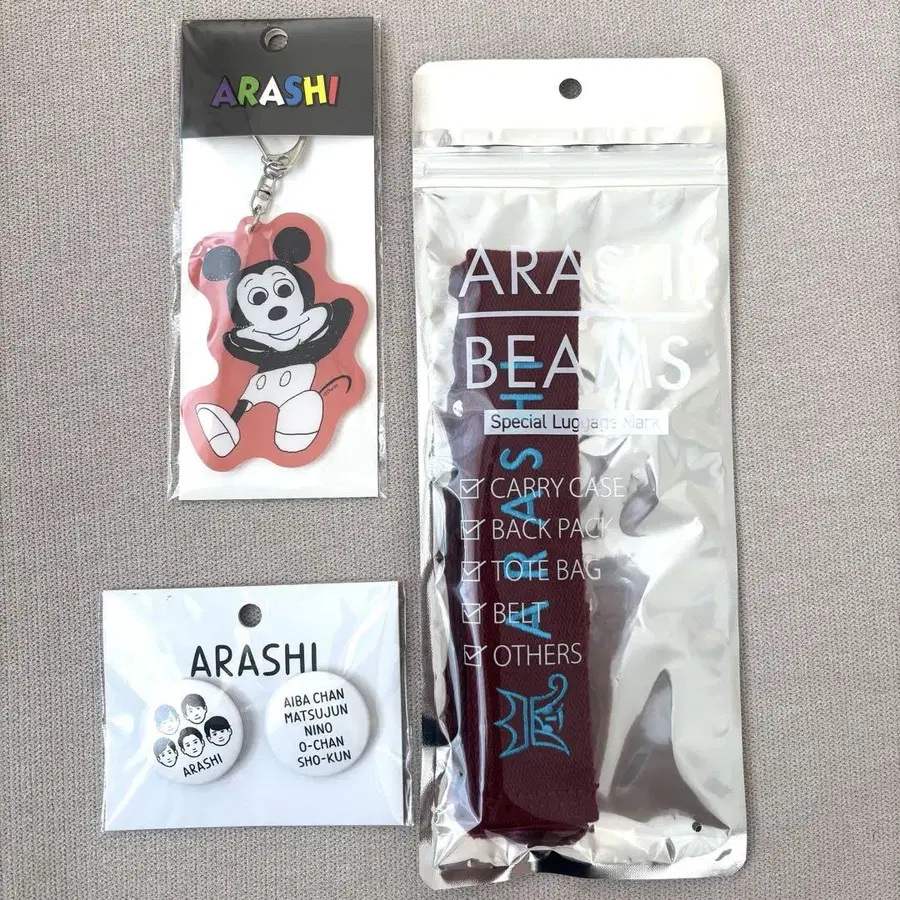 ARASHI
ARASHI
BEAMS
Special Luggage Mark
CARRY CASE
BACK PACK
TOTE BAG
BELT
OTHERS
ARASHI
ARASHI
ARASHI
AIBA CHAN
MATSUJUN
NINO
O-CHAN
SHO-KUN